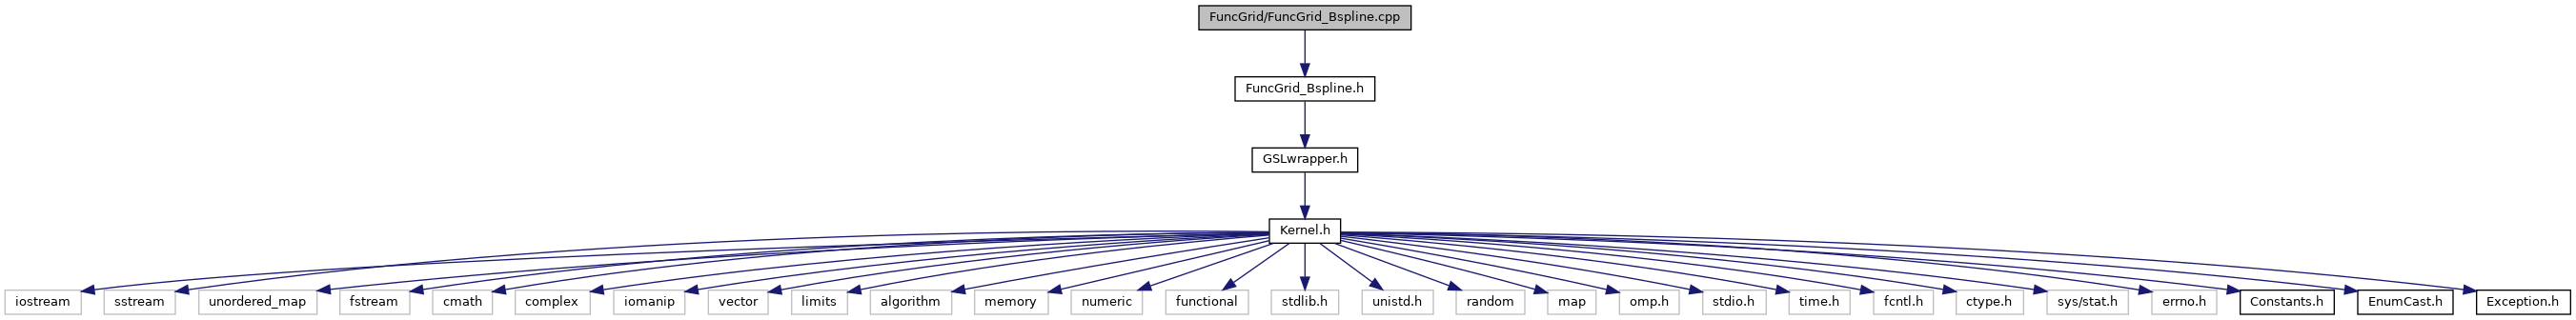 FuncGrid/FuncGrid_Bspline.cpp
FuncGrid_Bspline.h
GSLwrapper.h
Kernel.h
iostream
sstream
unordered_map
fstream
cmath
complex
iomanip
vector
limits
algorithm
memory
numeric
functional
stdlib.h
unistd.h
random
map
omp.h
stdio.h
time.h
fcntl.h
ctype.h
sys/stat.h
errno.h
Constants.h
EnumCast.h
Exception.h